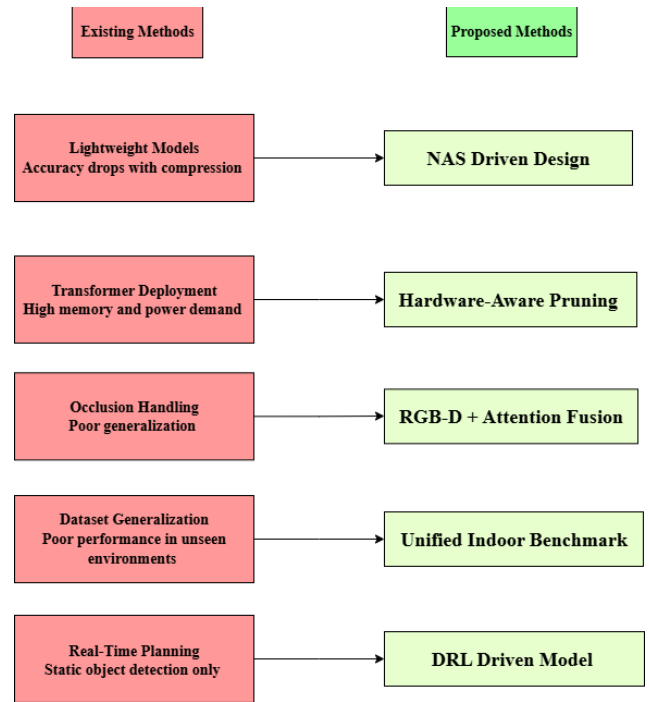 Existing Methods
Proposed Methods
Lightweight Models
Accuracy drops with compression
NAS Driven Design
Transformer Deployment
High memory and power demand
Hardware-Aware Pruning
Occlusion Handling
Poor generalization
RGB-D + Attention Fusion
Dataset Generalization
Poor performance in unseen
environments
Unified Indoor Benchmark
Real-Time Planning
Static object detection only
DRL Driven Model